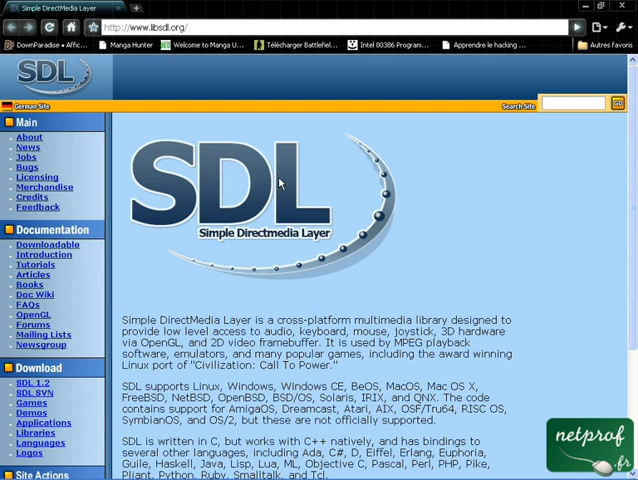 Simple DirectMedia Layer
http://www.libsdl.org/
DownParadise • Affic...
Manga Hunter
Welcome to Manga U...
Télécharger Battlefiel...
Intel 80386 Program...
Apprendre le hacking ...
Autres favoris
SDL
German Site
Search Site
GO
Main
About
News
Jobs
Bugs
Licensing
Merchandise
Credits
Feedback
Documentation
Downloadable
Introduction
Tutorials
Articles
Books
Doc Wiki
FAQs
OpenGL
Forums
Mailing Lists
Newsgroup
Download
SDL 1.2
SDL SVN
Games
Demos
Applications
Libraries
Languages
Logos
Site Actions
SDL
Simple Directmedia Layer
Simple DirectMedia Layer is a cross-platform multimedia library designed to
provide low level access to audio, keyboard, mouse, joystick, 3D hardware
via OpenGL, and 2D video framebuffer. It is used by MPEG playback
software, emulators, and many popular games, including the award winning
Linux port of "Civilization: Call To Power."
SDL supports Linux, Windows, Windows CE, BeOS, MacOS, Mac OS X,
FreeBSD, NetBSD, OpenBSD, BSD/OS, Solaris, IRIX, and QNX. The code
contains support for AmigaOS, Dreamcast, Atari, AIX, OSF/Tru64, RISC OS,
SymbianOS, and OS/2, but these are not officially supported.
SDL is written in C, but works with C++ natively, and has bindings to
several other languages, including Ada, C#, D, Eiffel, Erlang, Euphoria,
Guile, Haskell, Java, Lisp, Lua, ML, Objective C, Pascal, Perl, PHP, Pike,
Pliant, Python, Ruby, Smalltalk, and Tcl.
netprof
.fr